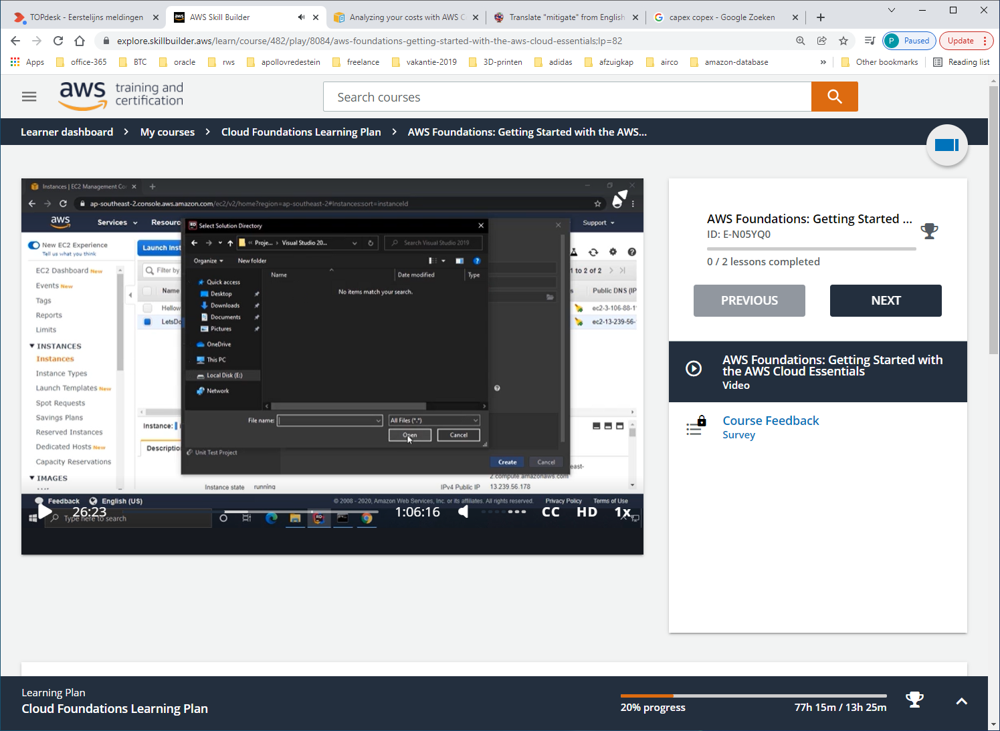 TOPdesk - Eerstelijns meldingen
AWS Skill Builder
Analyzing your costs with AWS C
Translate "mitigate" from English
capex copex - Google Zoeken
explore.skillbuilder.aws/learn/course/482/play/8084/aws-foundations-getting-started-with-the-aws-cloud-essentials;lp=82
P Paused
Update
Apps office-365 BTC oracle rws apollovredestein freelance vakantie-2019 3D-printen adidas afzuigkap airco amazon-database » Other bookmarks Reading list
aws training and
certification
Search courses
Learner dashboard > My courses > Cloud Foundations Learning Plan > AWS Foundations: Getting Started with the AWS...
Instances | EC2 Management Co
ap-southeast-2.console.aws.amazon.com/ec2/v2/home?region=ap-southeast-2#Instances:sort=instanceId
aws Services Resourc Support
New EC2 Experience
Tell us what you think
EC2 Dashboard New
Events New
Tags
Reports
Limits
INSTANCES
Instances
Instance Types
Launch Templates New
Spot Requests
Savings Plans
Reserved Instances
Dedicated Hosts New
Capacity Reservations
IMAGES
Launch Inst
Filter by
Name
Hellow
LetsDo
Instance:
Descriptio
Instance state running
1 to 2 of 2
Public DNS (IP
ec2-3-106-88-1
ec2-13-239-56-
Select Solution Directory
« Proje... > Visual Studio 20...
Search Visual Studio 2019
Organize New folder
Name Date modified Type
No items match your search.
Quick access
Desktop
Downloads
Documents
Pictures
OneDrive
This PC
Local Disk (E:)
Network
File name:
All Files (*.*)
Open Cancel
Unit Test Project
Create Cancel
east-
2.compute.amazonaws.com
IPv4 Public IP 13.239.56.178
Feedback English (US)
© 2008 - 2020, Amazon Web Services, Inc. or its affiliates. All rights reserved. Privacy Policy Terms of Use
Type here to search
26:23
1:06:16
CC HD 1x
AWS Foundations: Getting Started ...
ID: E-N05YQ0
0 / 2 lessons completed
PREVIOUS NEXT
AWS Foundations: Getting Started with
the AWS Cloud Essentials
Video
Course Feedback
Survey
Learning Plan
Cloud Foundations Learning Plan
20% progress
77h 15m / 13h 25m